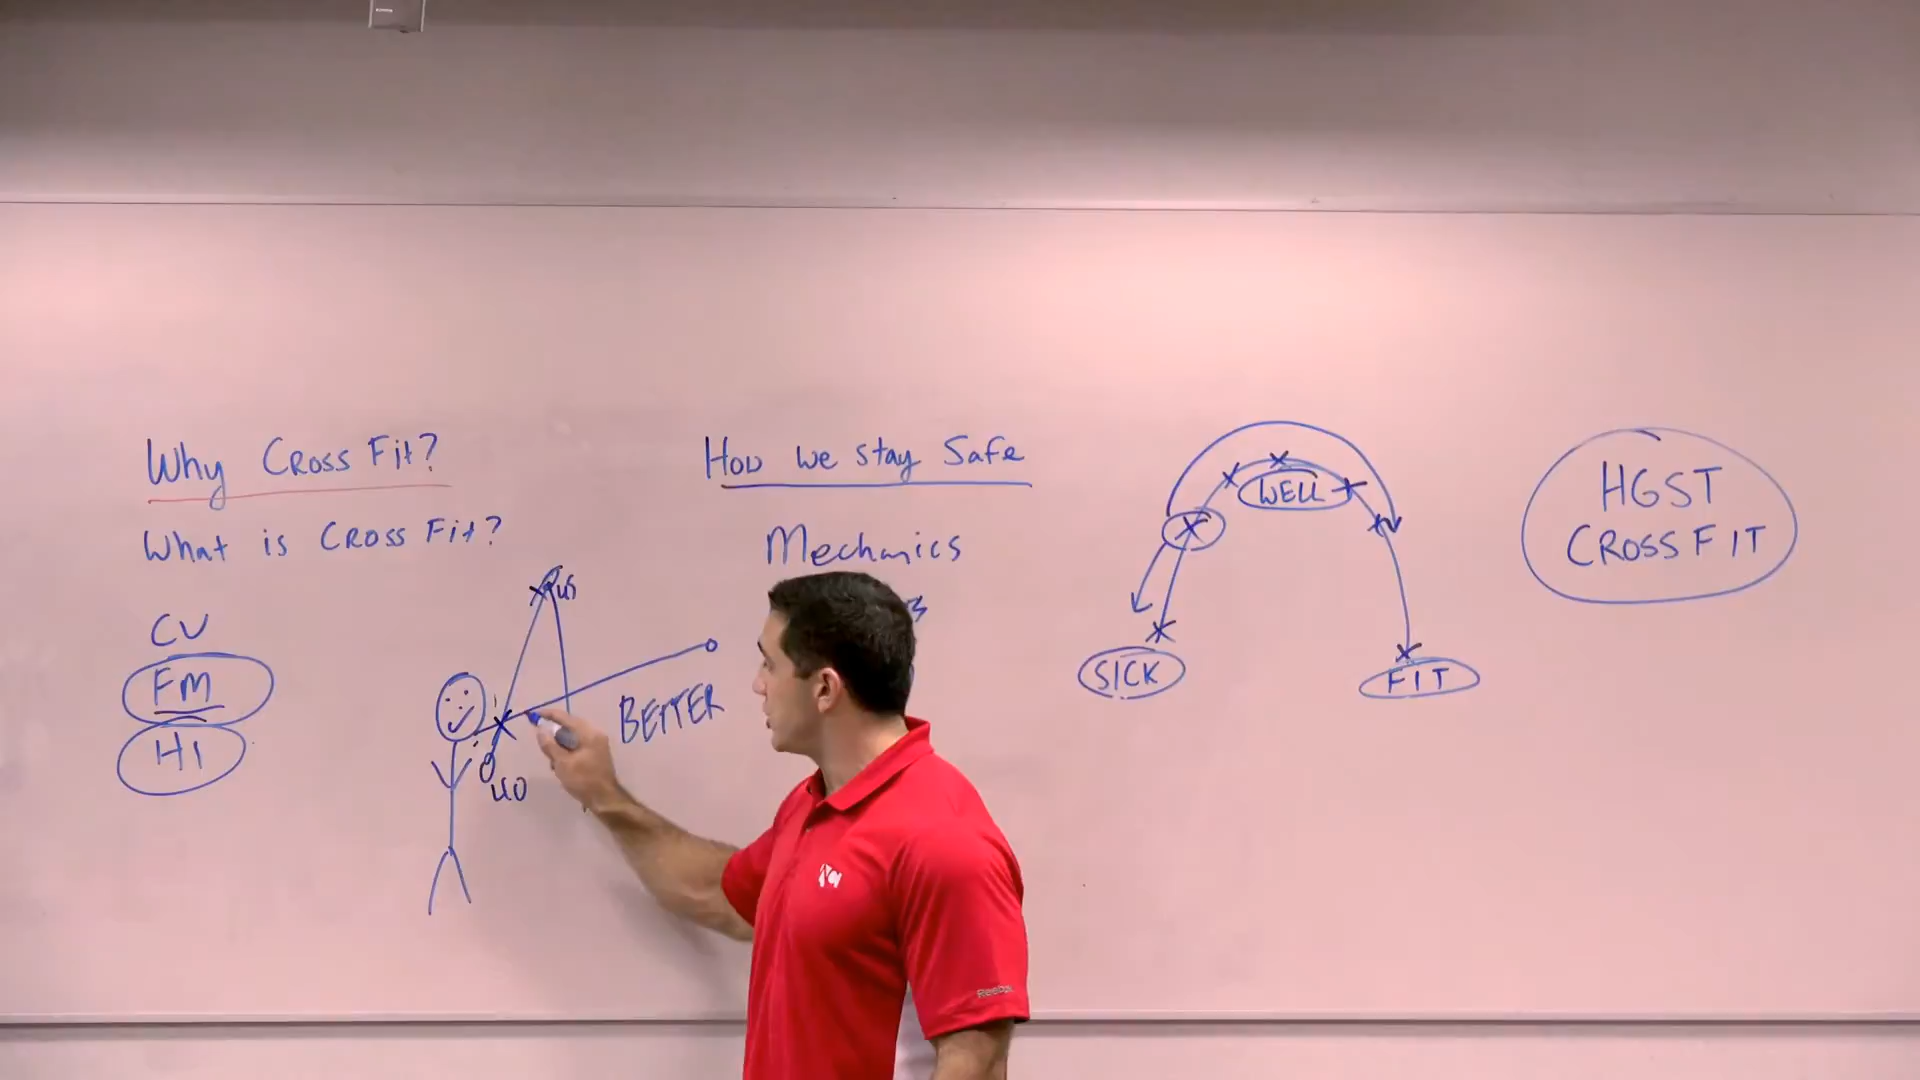 Why CrossFit?
What is CrossFit?
CV
FM
HI
BETTER
How we stay Safe
Mechanics
SICK
WELL
FIT
HGST
CROSSFIT
Reebok